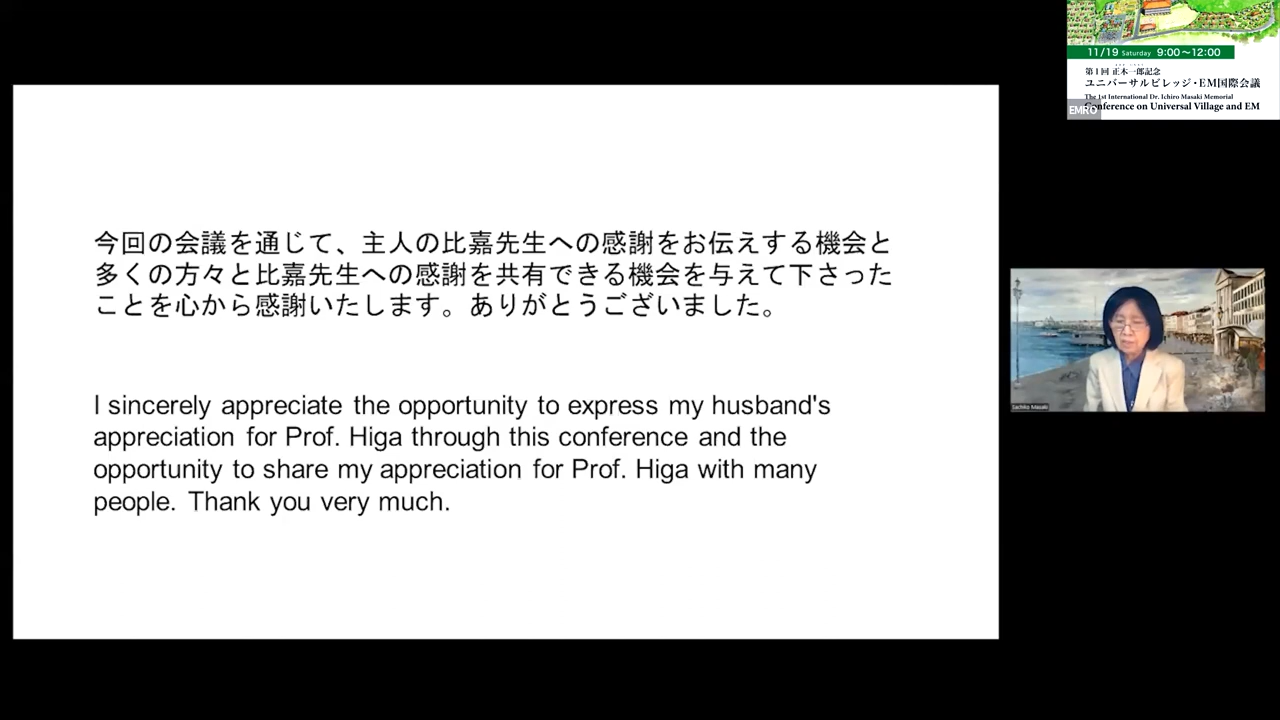 今回の会議を通じて、主人の比嘉先生への感謝をお伝えする機会と
多くの方々と比嘉先生への感謝を共有できる機会を与えて下さった
ことを心から感謝いたします。ありがとうございました。
I sincerely appreciate the opportunity to express my husband's
appreciation for Prof. Higa through this conference and the
opportunity to share my appreciation for Prof. Higa with many
people. Thank you very much.
11/19 Saturday 9:00～12:00
第1回 正木一郎記念
ユニバーサルビレッジ・EM国際会議
The 1st International Dr. Ichiro Masaki Memorial
Conference on Universal Village and EM
EMRO
Sachiko Masaki